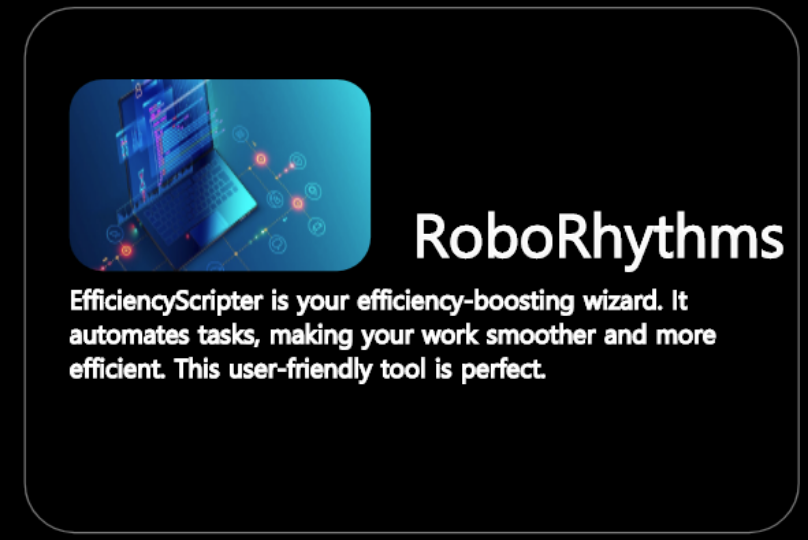 RoboRhythms
EfficiencyScripter is your efficiency-boosting wizard. It
automates tasks, making your work smoother and more
efficient. This user-friendly tool is perfect.